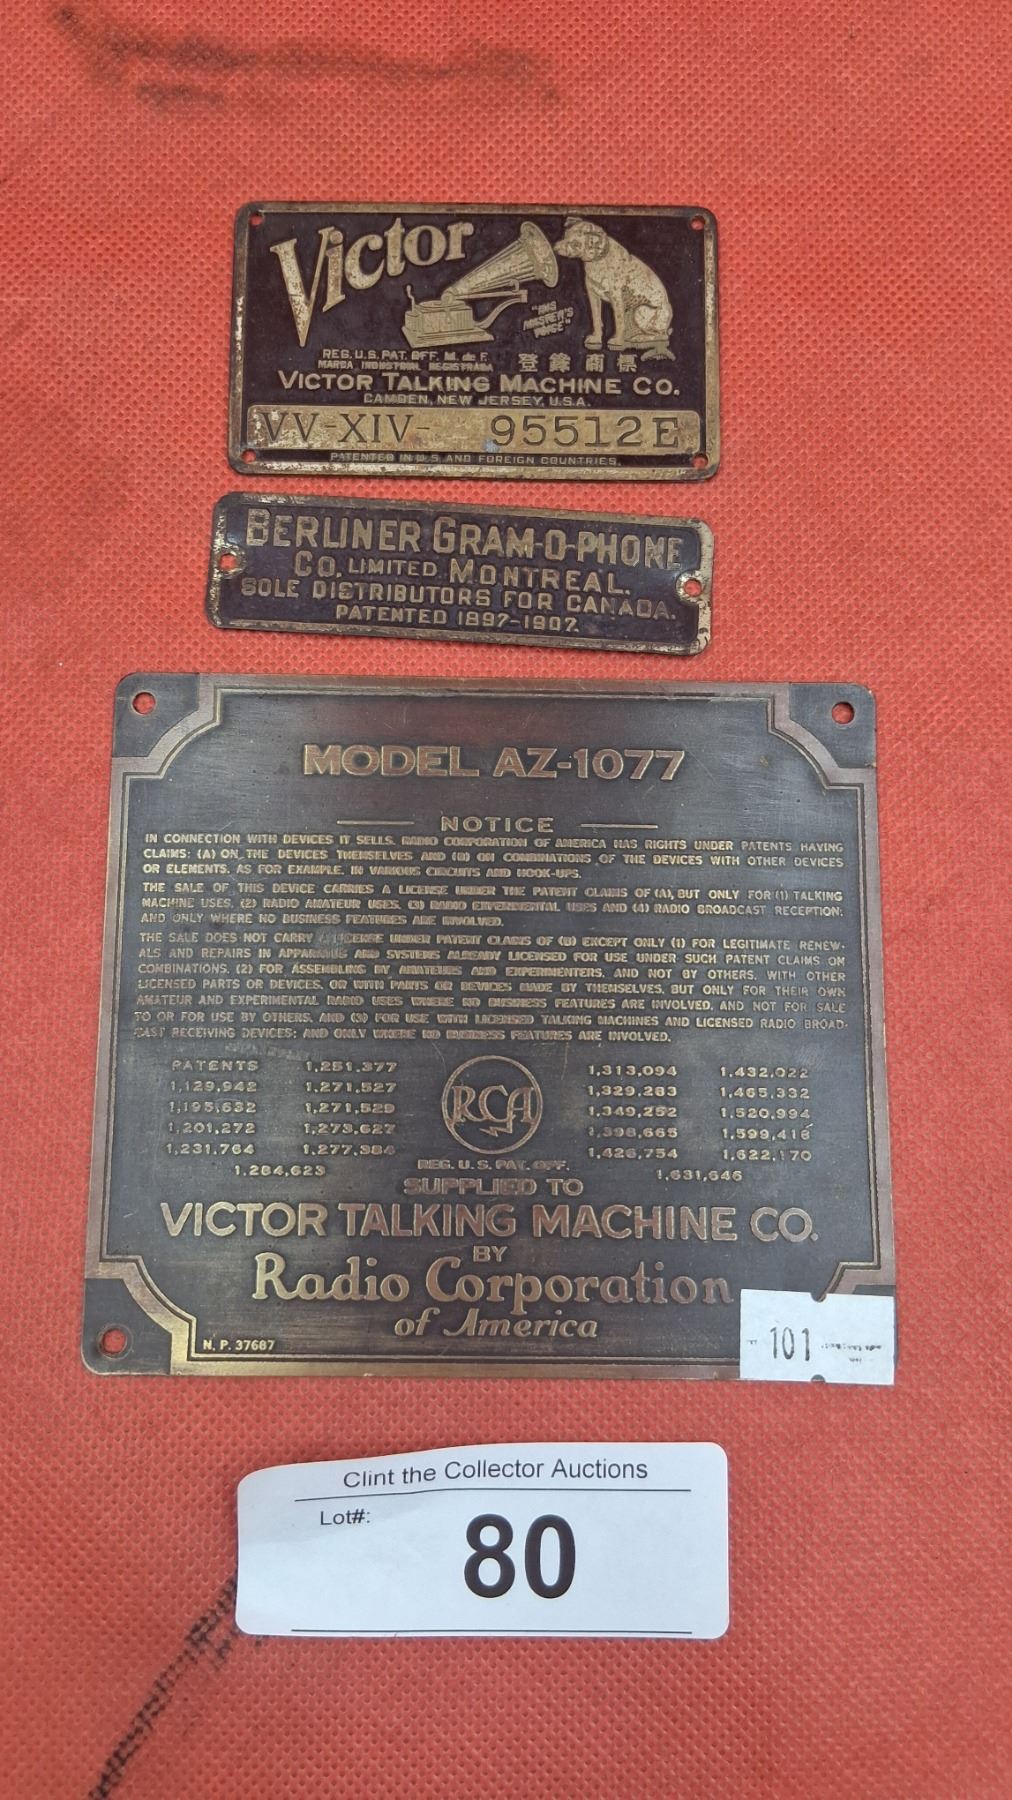 Victor
"HIS
MASTER'S
VOICE"
REG. U.S. PAT. OFF. M. de F.
MARCA INDUSTRIAL REGISTRADA
登錄商標
VICTOR TALKING MACHINE CO.
CAMDEN, NEW JERSEY, U.S.A.
VV-XIV- 95512E
PATENTED IN U.S. AND FOREIGN COUNTRIES.
BERLINER GRAM-O-PHONE
CO. LIMITED MONTREAL.
SOLE DISTRIBUTORS FOR CANADA.
PATENTED 1897-1907.
MODEL AZ-1077
NOTICE
IN CONNECTION WITH DEVICES IT SELLS, RADIO CORPORATION OF AMERICA HAS RIGHTS UNDER PATENTS HAVING
CLAIMS: (A) ON THE DEVICES THEMSELVES AND (B) ON COMBINATIONS OF THE DEVICES WITH OTHER DEVICES
OR ELEMENTS, AS FOR EXAMPLE, IN VARIOUS CIRCUITS AND HOOK-UPS.
THE SALE OF THIS DEVICE CARRIES A LICENSE UNDER THE PATENT CLAIMS OF (A), BUT ONLY FOR (1) TALKING
MACHINE USES, (2) RADIO AMATEUR USES, (3) RADIO EXPERIMENTAL USES AND (4) RADIO BROADCAST RECEPTION;
AND ONLY WHERE NO BUSINESS FEATURES ARE INVOLVED.
THE SALE DOES NOT CARRY A LICENSE UNDER PATENT CLAIMS OF (B) EXCEPT ONLY (1) FOR LEGITIMATE RENEW-
ALS AND REPAIRS IN APPARATUS AND SYSTEMS ALREADY LICENSED FOR USE UNDER SUCH PATENT CLAIMS ON
COMBINATIONS, (2) FOR ASSEMBLING BY AMATEURS AND EXPERIMENTERS, AND NOT BY OTHERS, WITH OTHER
LICENSED PARTS OR DEVICES, OR WITH PARTS OR DEVICES MADE BY THEMSELVES, BUT ONLY FOR THEIR OWN
AMATEUR AND EXPERIMENTAL RADIO USES WHERE NO BUSINESS FEATURES ARE INVOLVED, AND NOT FOR SALE
TO OR FOR USE BY OTHERS, AND (3) FOR USE WITH LICENSED TALKING MACHINES AND LICENSED RADIO BROAD-
CAST RECEIVING DEVICES; AND ONLY WHERE NO BUSINESS FEATURES ARE INVOLVED.
PATENTS 1,251,377 1,313,094 1,432,022
1,129,942 1,271,527 1,329,283 1,465,332
1,195,632 1,271,529 1,349,252 1,520,994
1,201,272 1,273,627 1,398,665 1,599,416
1,231,764 1,277,384 1,426,754 1,622,170
1,284,623 1,631,646
RCA
REG. U.S. PAT. OFF.
SUPPLIED TO
VICTOR TALKING MACHINE CO.
BY
Radio Corporation
of America
N. P. 37687
101
Clint the Collector Auctions
Lot#:
80